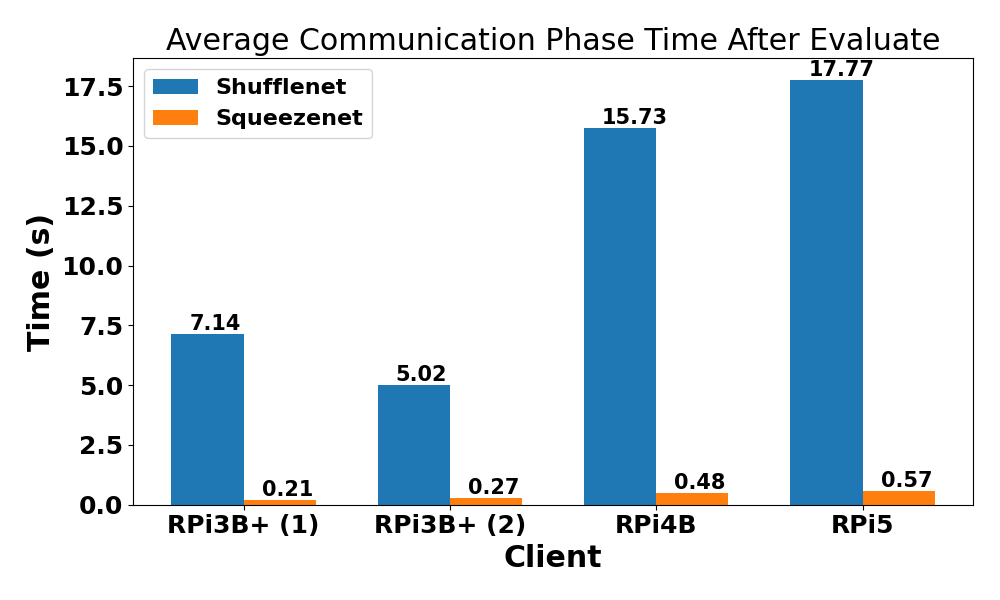 Average Communication Phase Time After Evaluate
Shufflenet
Squeezenet
Time (s)
17.5
15.0
12.5
10.0
7.5
5.0
2.5
0.0
7.14
0.21
5.02
0.27
15.73
0.48
17.77
0.57
RPi3B+ (1)
RPi3B+ (2)
RPi4B
RPi5
Client